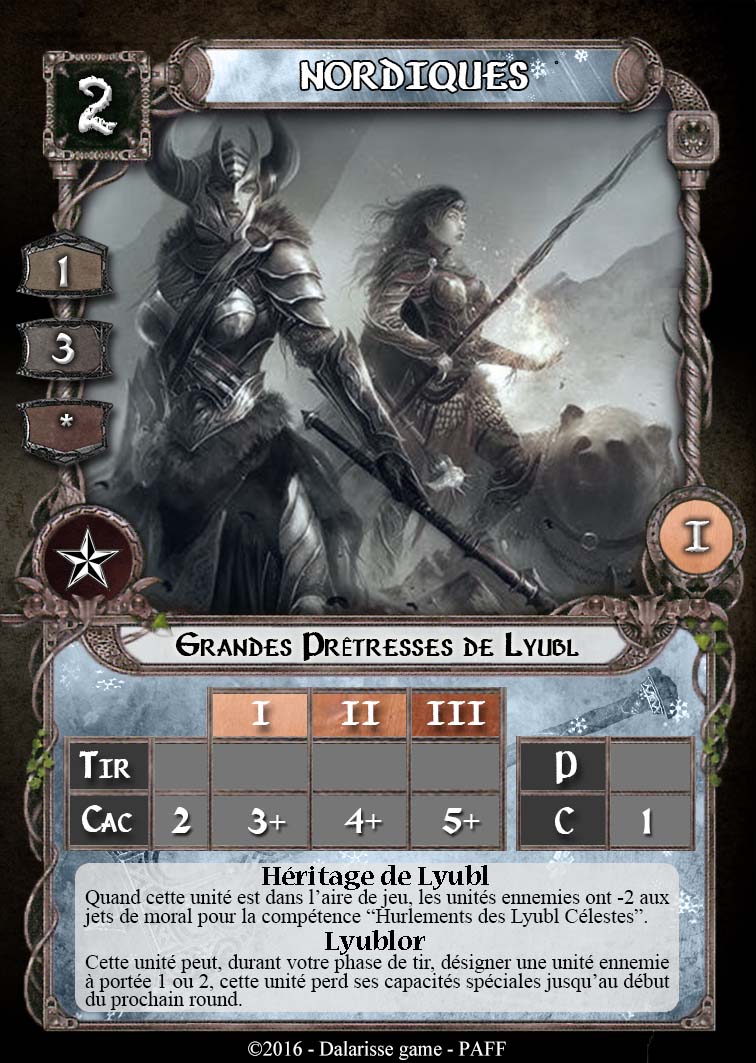 NORDIQUES
2
1
3
*
I
Grandes Prêtresses de Lyubl
I II III
Tir P
Cac 2 3+ 4+ 5+ C 1
Héritage de Lyubl
Quand cette unité est dans l'aire de jeu, les unités ennemies ont -2 aux
jets de moral pour la compétence “Hurlements des Lyubl Célestes”.
Lyublor
Cette unité peut, durant votre phase de tir, désigner une unité ennemie
à portée 1 ou 2, cette unité perd ses capacités spéciales jusqu'au début
du prochain round.
©2016 - Dalarisse game - PAFF